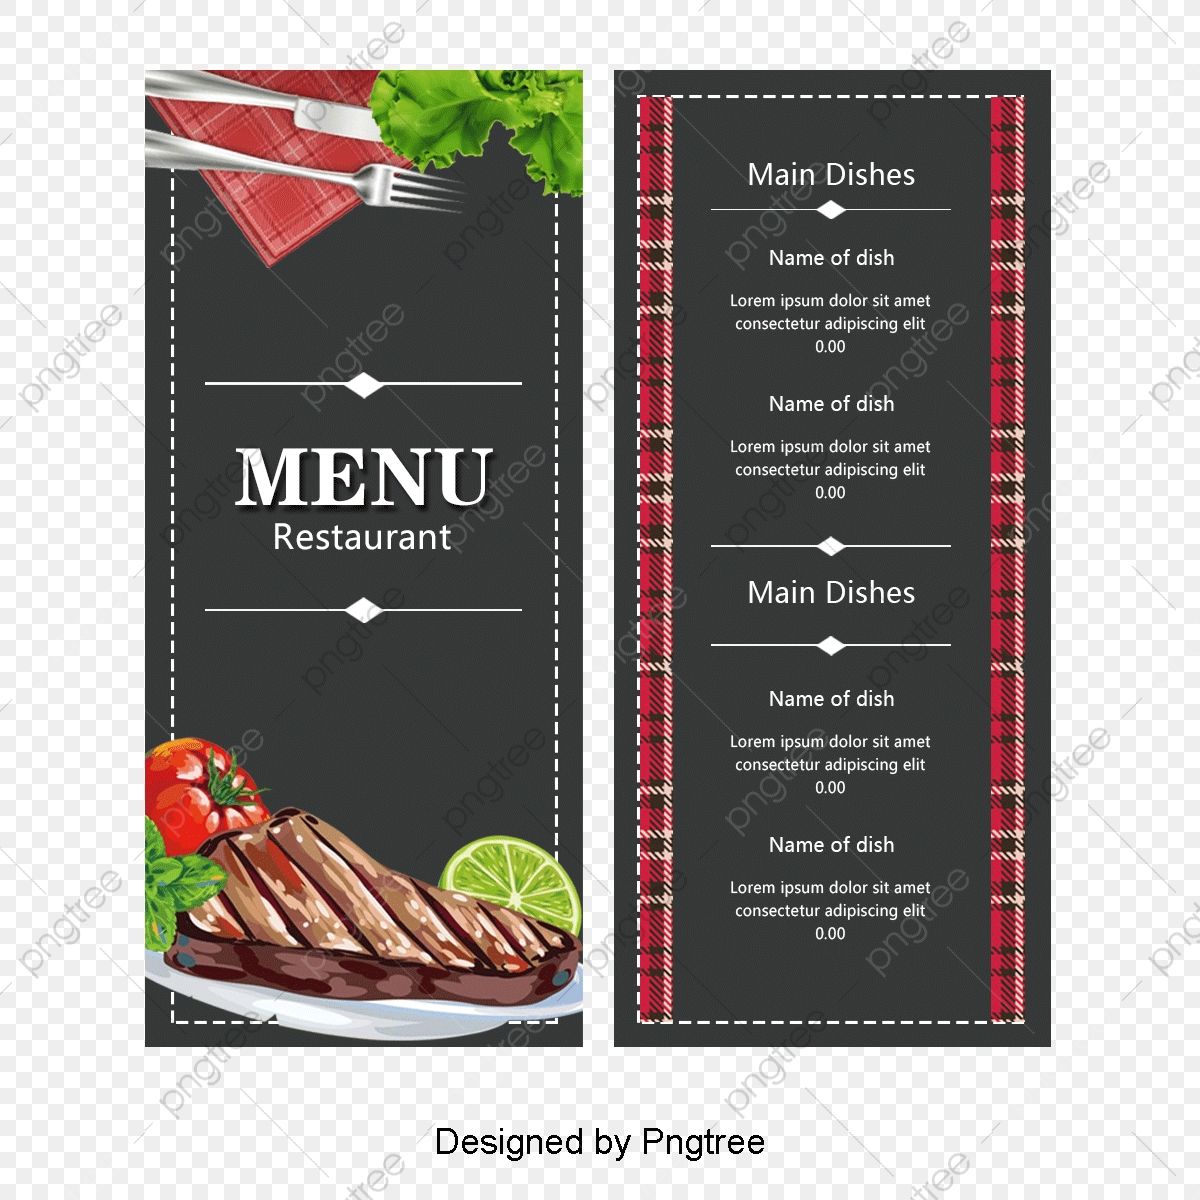 MENU
Restaurant
Main Dishes
Name of dish
Lorem ipsum dolor sit amet
consectetur adipiscing elit
0.00
Name of dish
Lorem ipsum dolor sit amet
consectetur adipiscing elit
0.00
Main Dishes
Name of dish
Lorem ipsum dolor sit amet
consectetur adipiscing elit
0.00
Name of dish
Lorem ipsum dolor sit amet
consectetur adipiscing elit
0.00
Designed by Pngtree
pngtree